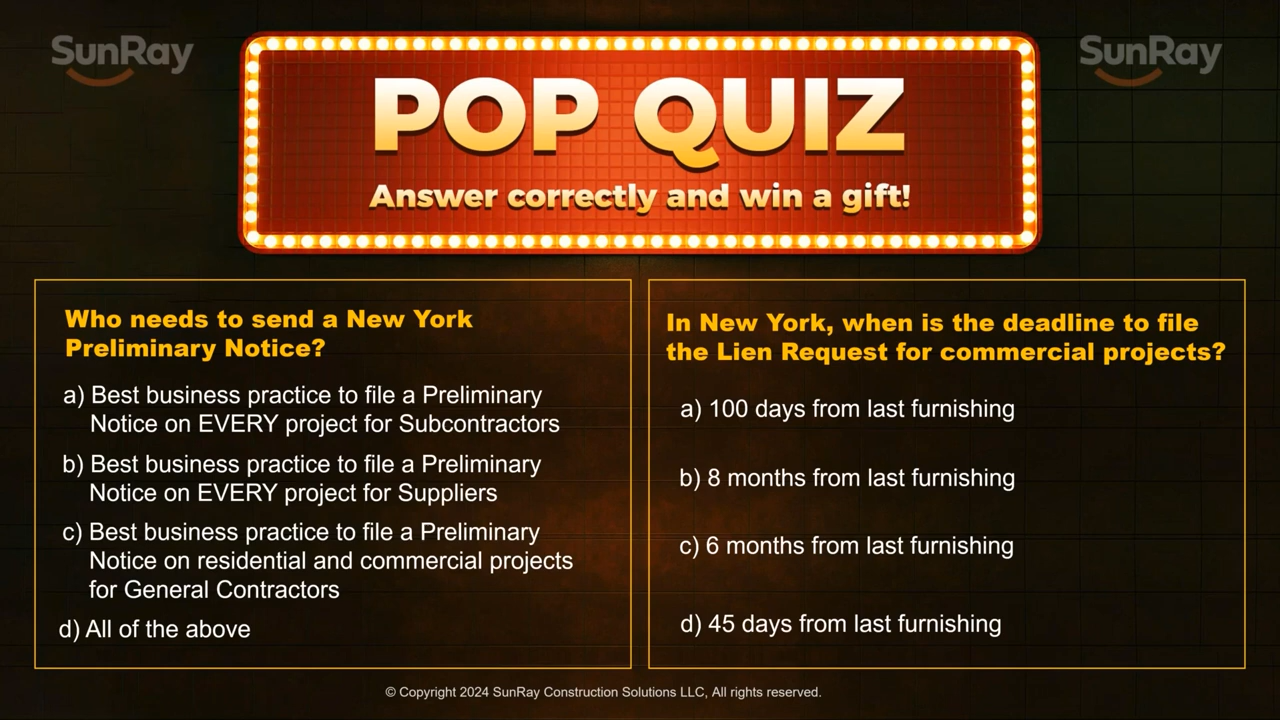 SunRay
SunRay
POP QUIZ
Answer correctly and win a gift!
Who needs to send a New York
Preliminary Notice?
a) Best business practice to file a Preliminary
Notice on EVERY project for Subcontractors
b) Best business practice to file a Preliminary
Notice on EVERY project for Suppliers
c) Best business practice to file a Preliminary
Notice on residential and commercial projects
for General Contractors
d) All of the above
In New York, when is the deadline to file
the Lien Request for commercial projects?
a) 100 days from last furnishing
b) 8 months from last furnishing
c) 6 months from last furnishing
d) 45 days from last furnishing
© Copyright 2024 SunRay Construction Solutions LLC, All rights reserved.